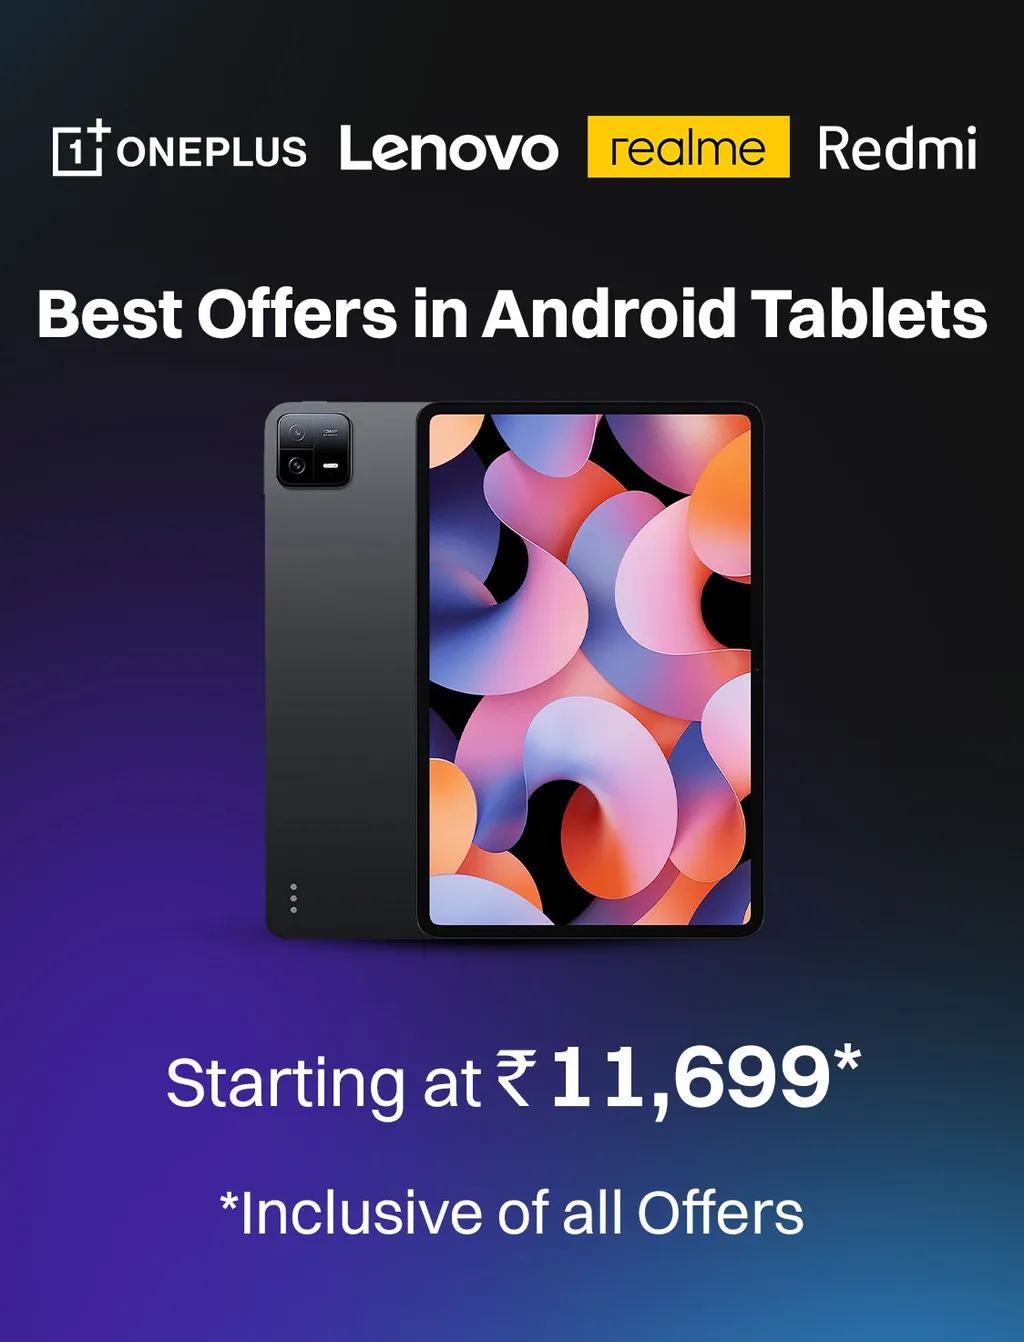 1+ ONEPLUS Lenovo realme Redmi
Best Offers in Android Tablets
Starting at ₹11,699*
*Inclusive of all Offers